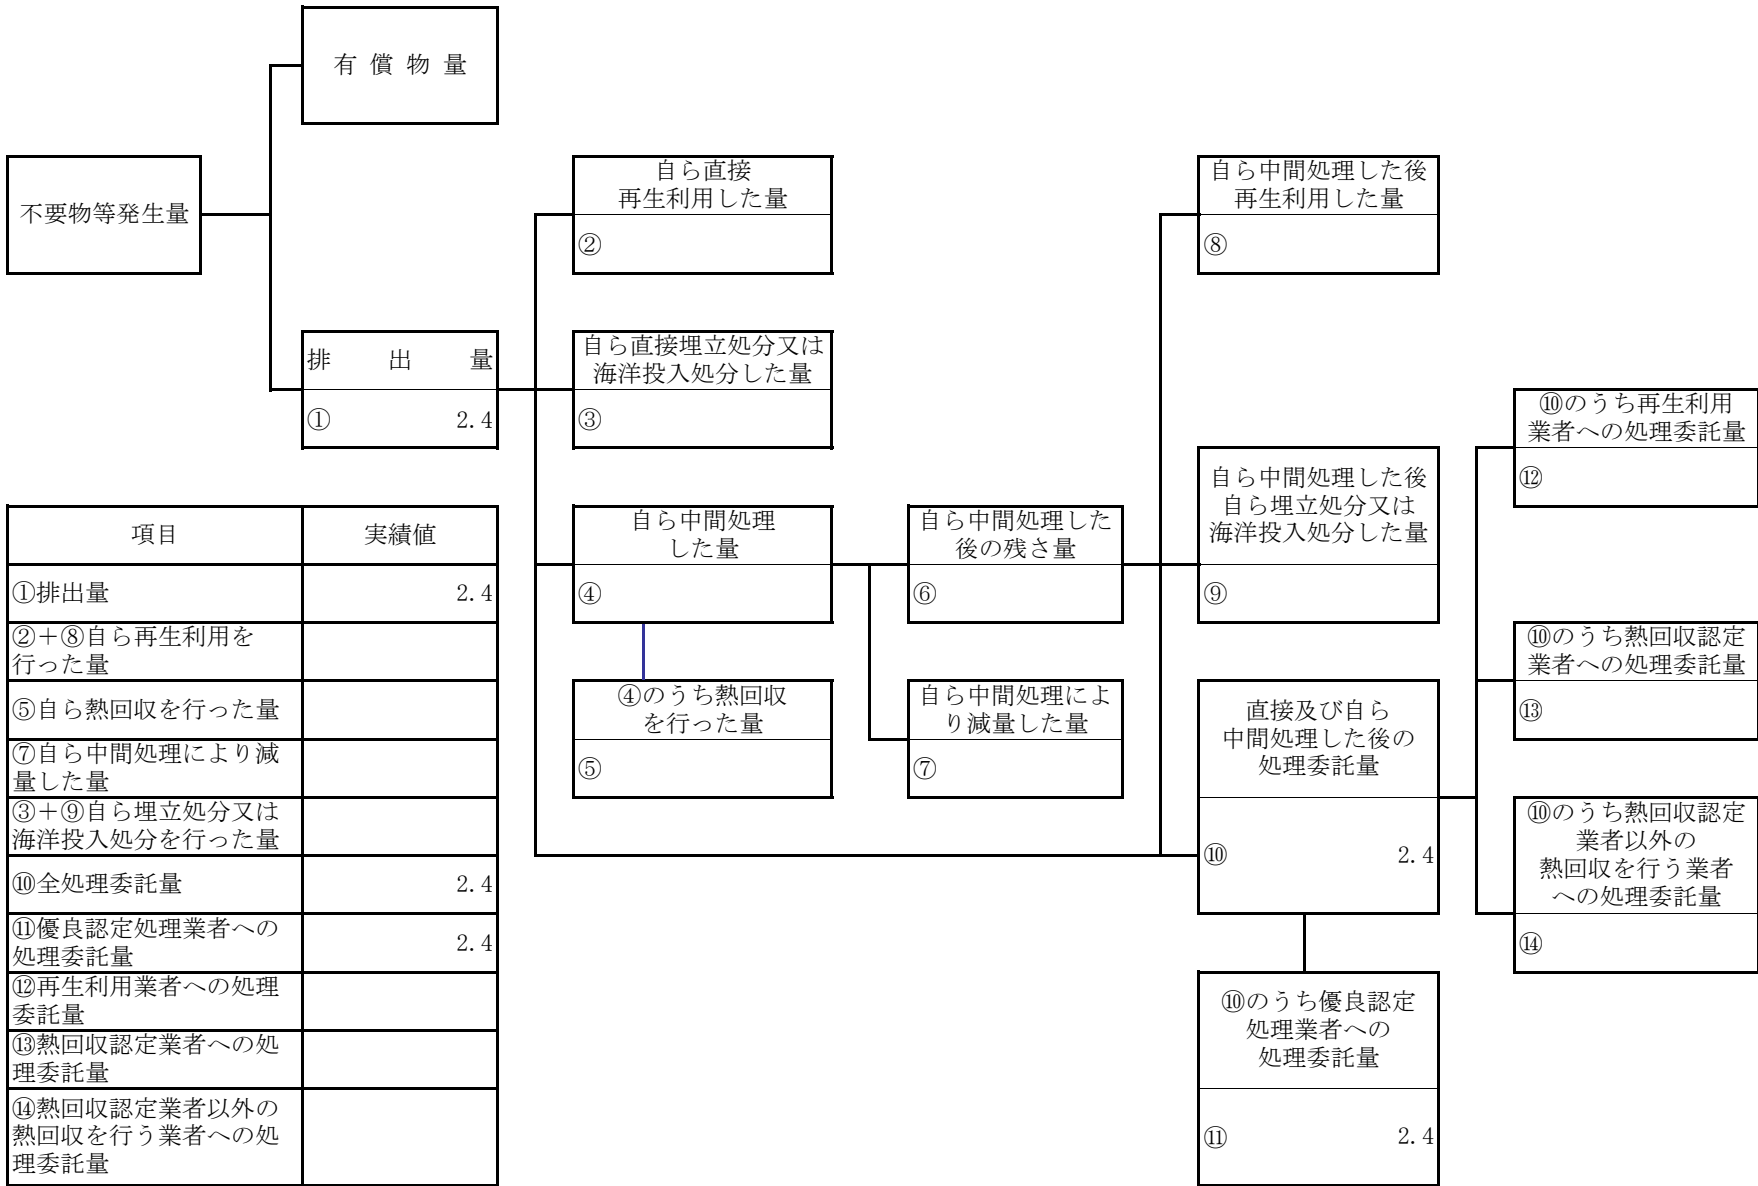 有償物量
不要物等発生量
排出量
① 2.4
自ら直接
再生利用した量
②
自ら直接埋立処分又は
海洋投入処分した量
③
自ら中間処理
した量
④
④のうち熱回収
を行った量
⑤
自ら中間処理した
後の残さ量
⑥
自ら中間処理によ
り減量した量
⑦
自ら中間処理した後
再生利用した量
⑧
自ら中間処理した後
自ら埋立処分又は
海洋投入処分した量
⑨
直接及び自ら
中間処理した後の
処理委託量
⑩ 2.4
⑩のうち優良認定
処理業者への
処理委託量
⑪ 2.4
⑩のうち再生利用
業者への処理委託量
⑫
⑩のうち熱回収認定
業者への処理委託量
⑬
⑩のうち熱回収認定
業者以外の
熱回収を行う業者
への処理委託量
⑭
項目 実績値
①排出量 2.4
②+⑧自ら再生利用を
行った量
⑤自ら熱回収を行った量
⑦自ら中間処理により減
量した量
③+⑨自ら埋立処分又は
海洋投入処分を行った量
⑩全処理委託量 2.4
⑪優良認定処理業者への
処理委託量 2.4
⑫再生利用業者への処理
委託量
⑬熱回収認定業者への処
理委託量
⑭熱回収認定業者以外の
熱回収を行う業者への処
理委託量